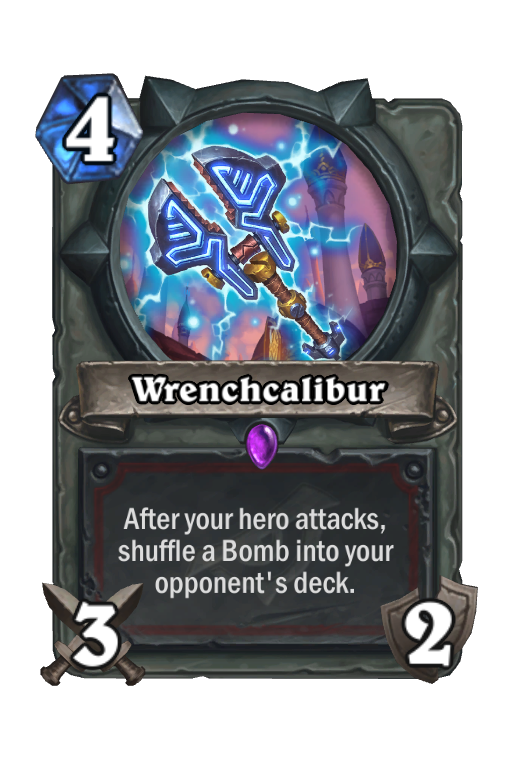 4
Wrenchcalibur
After your hero attacks,
shuffle a Bomb into your
opponent's deck.
3
2